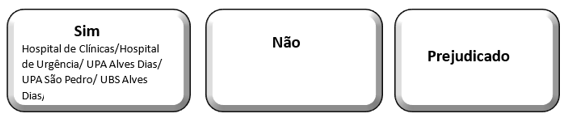 Sim
Hospital de Clínicas/Hospital
de Urgência/ UPA Alves Dias/
UPA São Pedro/ UBS Alves
Dias/
Não
Prejudicado